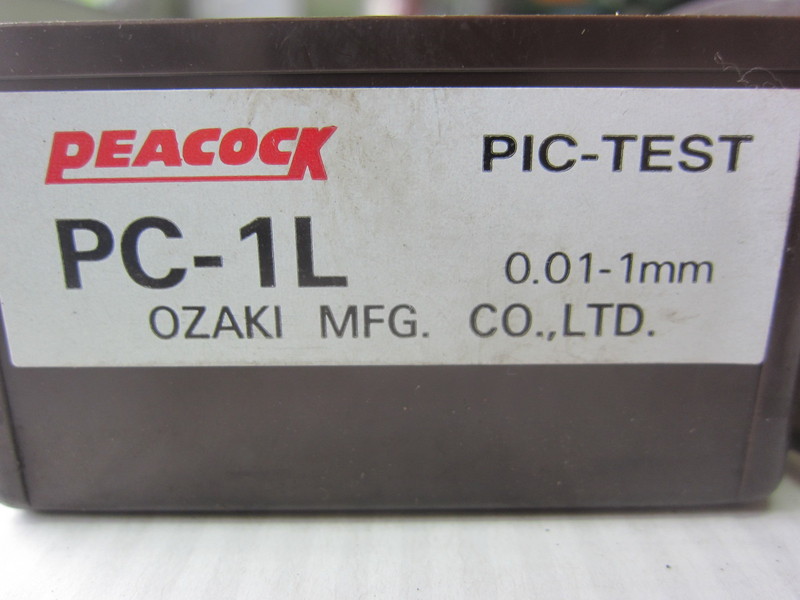 PEACOCK PIC-TEST
PC-1L 0.01-1mm
OZAKI MFG. CO.,LTD.